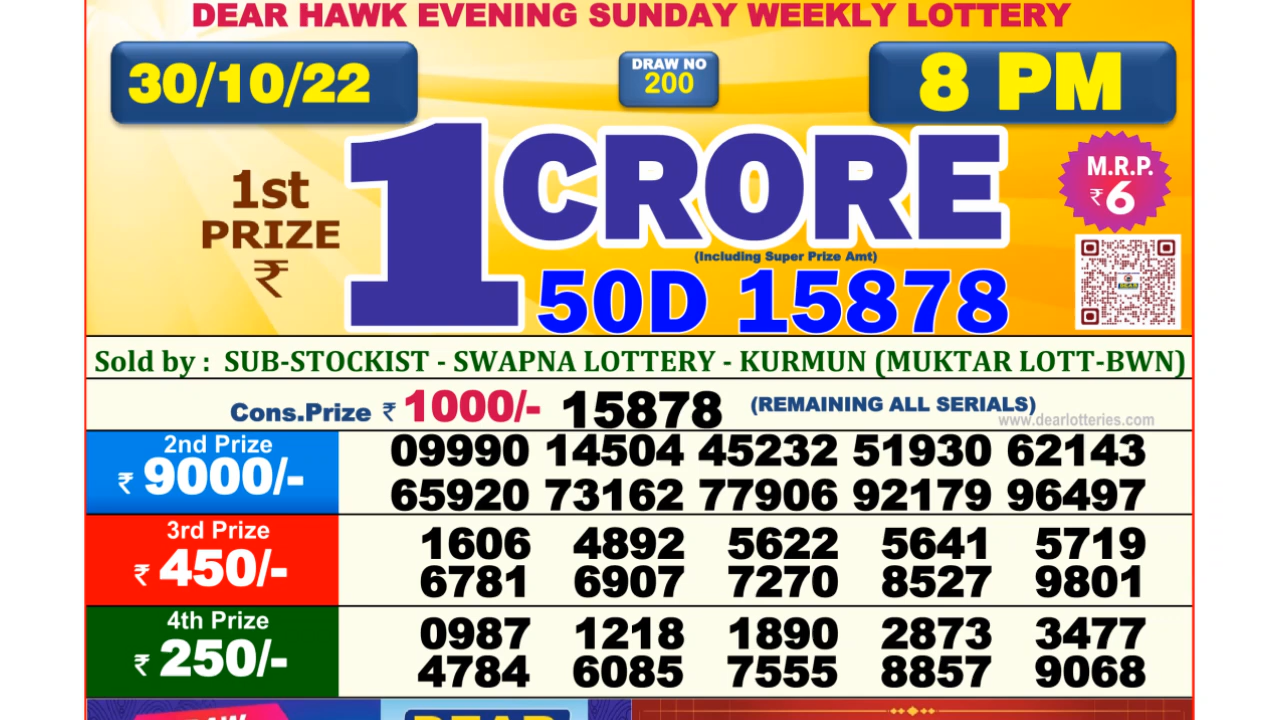 DEAR HAWK EVENING SUNDAY WEEKLY LOTTERY
30/10/22
DRAW NO
200
8 PM
1st
PRIZE
₹
1 CRORE
M.R.P.
₹6
(Including Super Prize Amt)
50D 15878
Sold by : SUB-STOCKIST - SWAPNA LOTTERY - KURMUN (MUKTAR LOTT-BWN)
Cons.Prize ₹ 1000/- 15878 (REMAINING ALL SERIALS)
www.dearlotteries.com
2nd Prize
₹ 9000/-
09990 14504 45232 51930 62143
65920 73162 77906 92179 96497
3rd Prize
₹ 450/-
1606 4892 5622 5641 5719
6781 6907 7270 8527 9801
4th Prize
₹ 250/-
0987 1218 1890 2873 3477
4784 6085 7555 8857 9068
DEAR